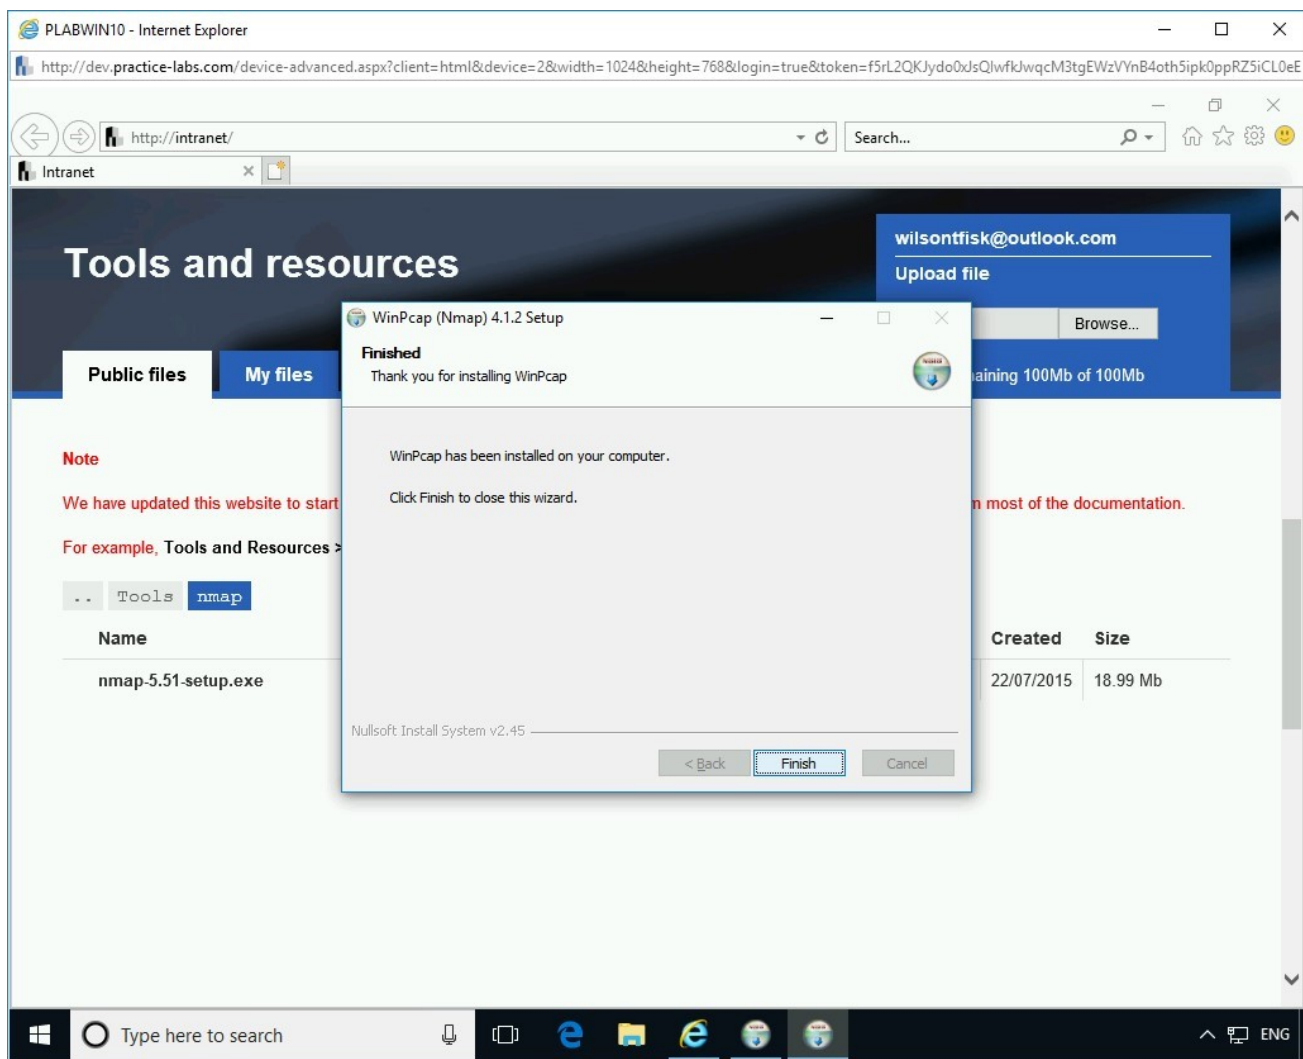 PLABWIN10 - Internet Explorer
http://dev.practice-labs.com/device-advanced.aspx?client=html&device=2&width=1024&height=768&login=true&token=f5rL2QKJydo0xJsQIwfkJwqcM3tgEWzVYnB4oth5ipk0ppRZ5iCL0eE
http://intranet/ Search...
Intranet
Tools and resources
wilsontfisk@outlook.com
Upload file
Browse...
aining 100Mb of 100Mb
Public files My files
WinPcap (Nmap) 4.1.2 Setup
Finished
Thank you for installing WinPcap
WinPcap has been installed on your computer.
Click Finish to close this wizard.
Nullsoft Install System v2.45
< Back Finish Cancel
Note
We have updated this website to start most of the documentation.
For example, Tools and Resources >
.. Tools nmap
Name Created Size
nmap-5.51-setup.exe 22/07/2015 18.99 Mb
Type here to search ENG